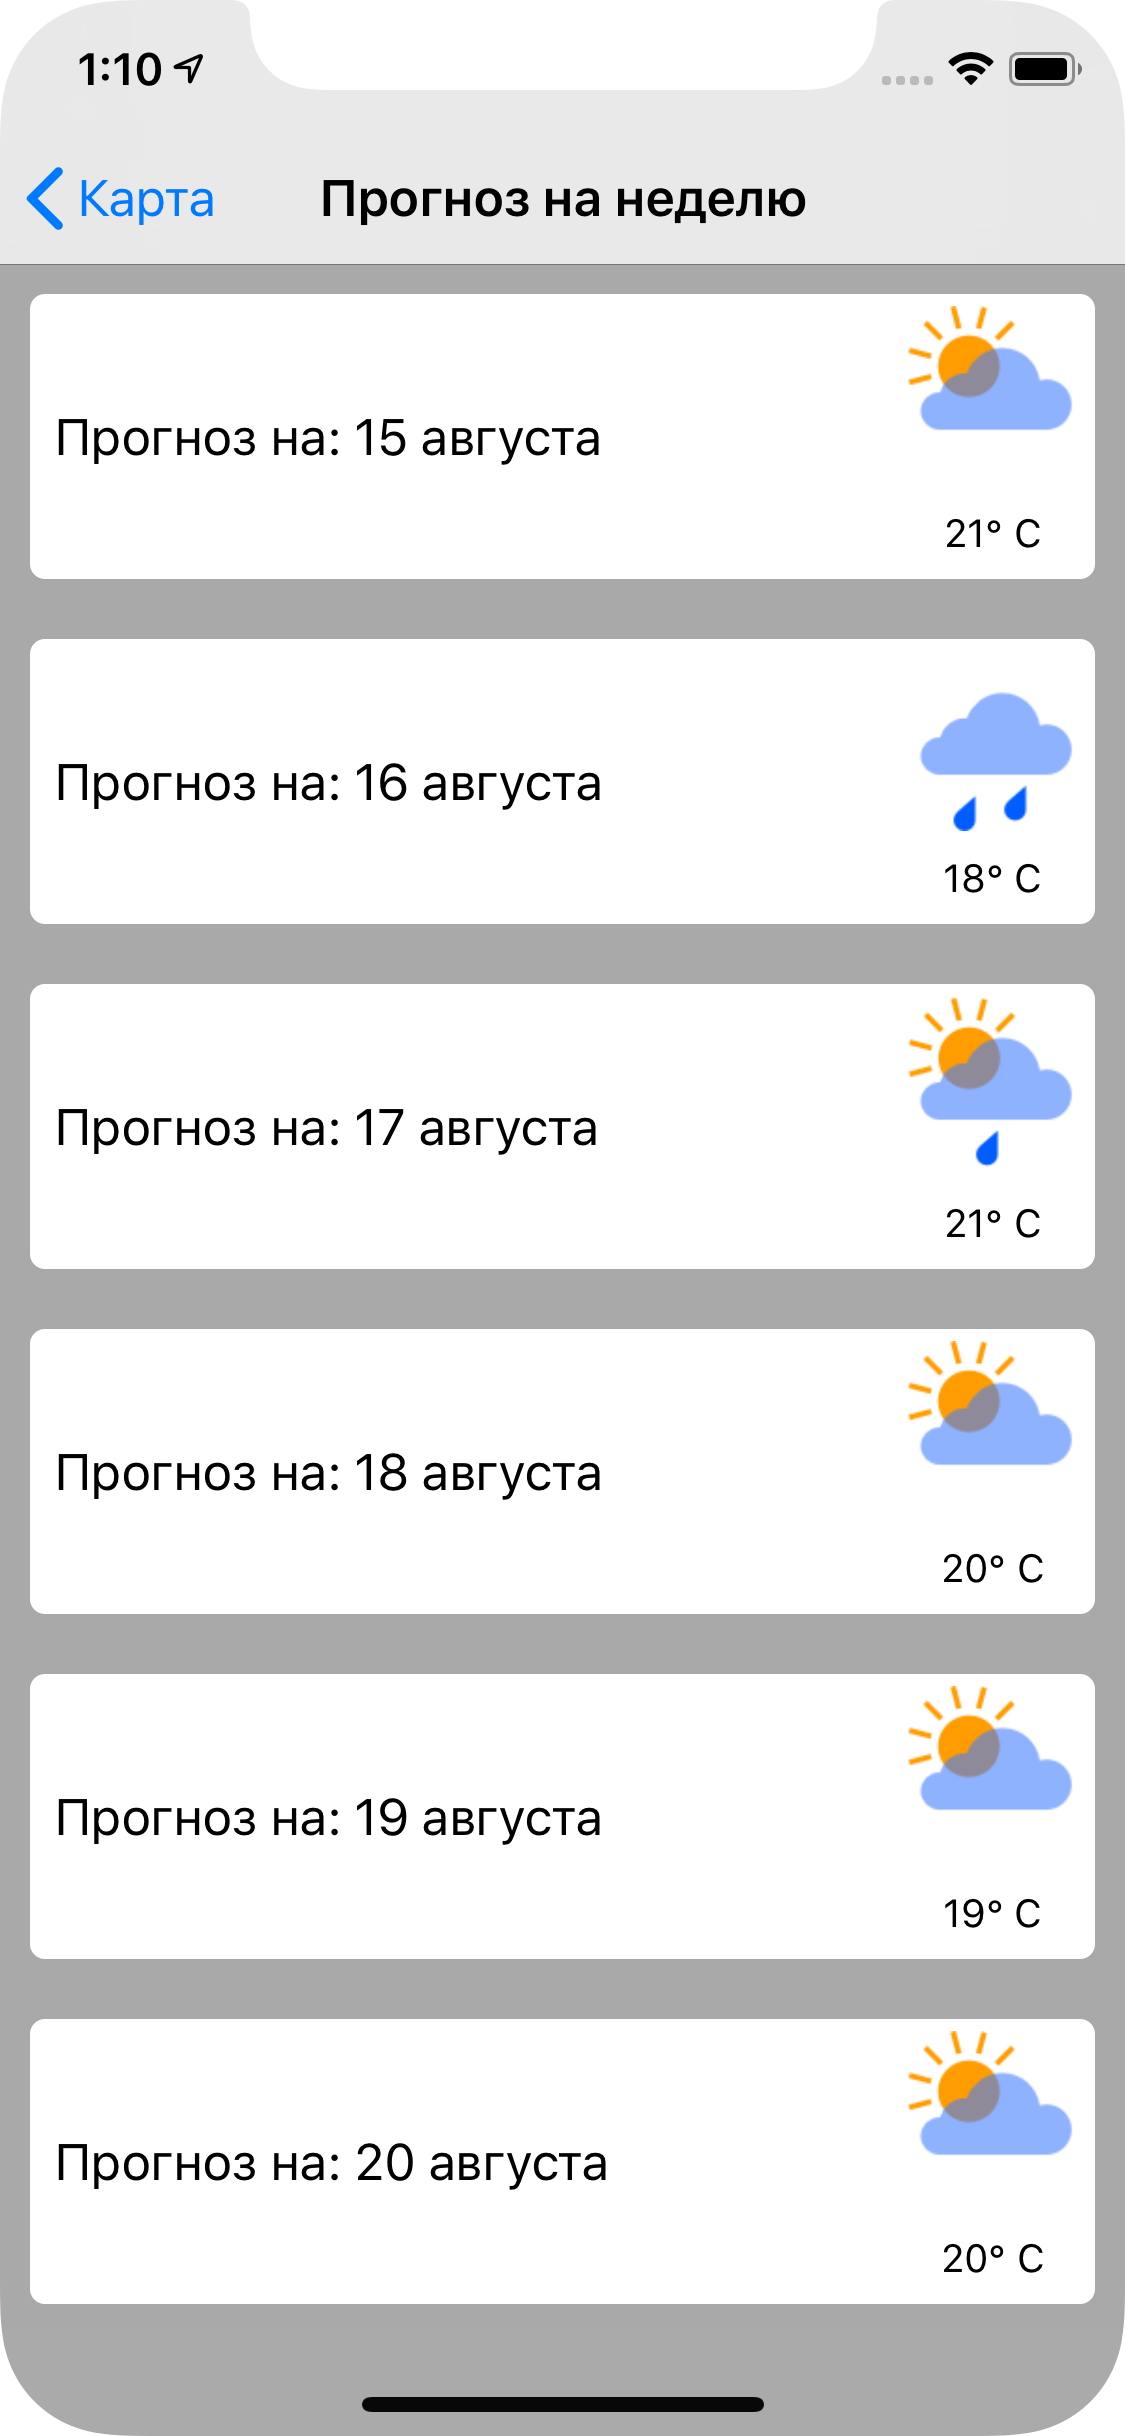 1:10
Карта
Прогноз на неделю
Прогноз на: 15 августа
21° C
Прогноз на: 16 августа
18° C
Прогноз на: 17 августа
21° C
Прогноз на: 18 августа
20° C
Прогноз на: 19 августа
19° C
Прогноз на: 20 августа
20° C